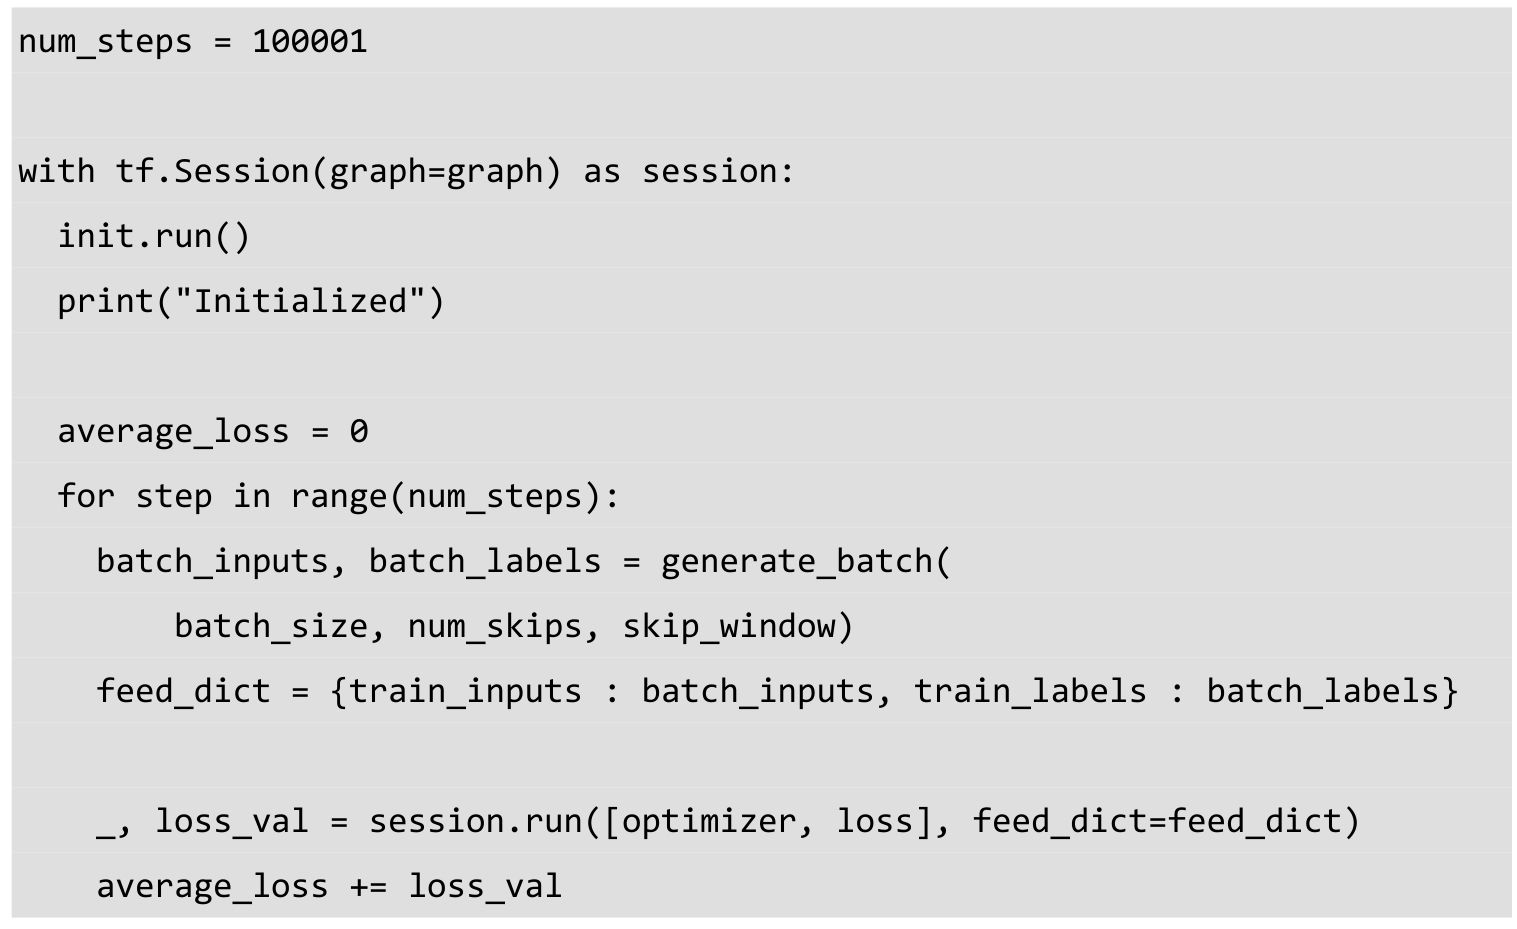 num_steps = 100001
with tf.Session(graph=graph) as session:
  init.run()
  print("Initialized")
  average_loss = 0
  for step in range(num_steps):
    batch_inputs, batch_labels = generate_batch(
        batch_size, num_skips, skip_window)
    feed_dict = {train_inputs : batch_inputs, train_labels : batch_labels}
    _, loss_val = session.run([optimizer, loss], feed_dict=feed_dict)
    average_loss += loss_val